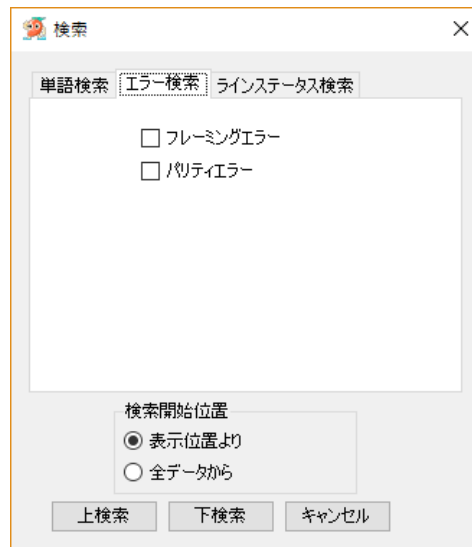 検索
単語検索 エラー検索 ラインステータス検索
フレーミングエラー
パリティエラー
検索開始位置
表示位置より
全データから
上検索 下検索 キャンセル